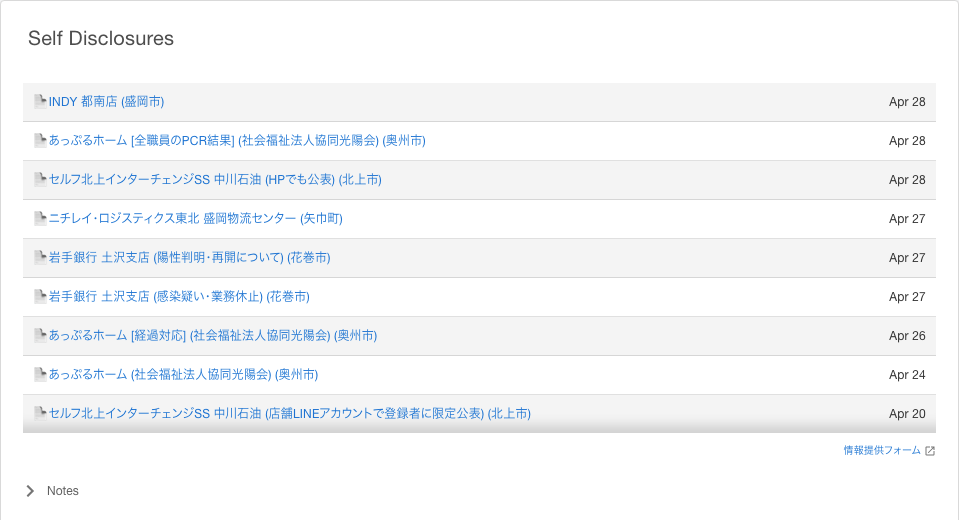 Self Disclosures
INDY 都南店 (盛岡市) Apr 28
あっぷるホーム [全職員のPCR結果] (社会福祉法人協同光陽会) (奥州市) Apr 28
セルフ北上インターチェンジSS 中川石油 (HPでも公表) (北上市) Apr 28
ニチレイ・ロジスティクス東北 盛岡物流センター (矢巾町) Apr 27
岩手銀行 土沢支店 (陽性判明・再開について) (花巻市) Apr 27
岩手銀行 土沢支店 (感染疑い・業務休止) (花巻市) Apr 27
あっぷるホーム [経過対応] (社会福祉法人協同光陽会) (奥州市) Apr 26
あっぷるホーム (社会福祉法人協同光陽会) (奥州市) Apr 24
セルフ北上インターチェンジSS 中川石油 (店舗LINEアカウントで登録者に限定公表) (北上市) Apr 20
情報提供フォーム
Notes